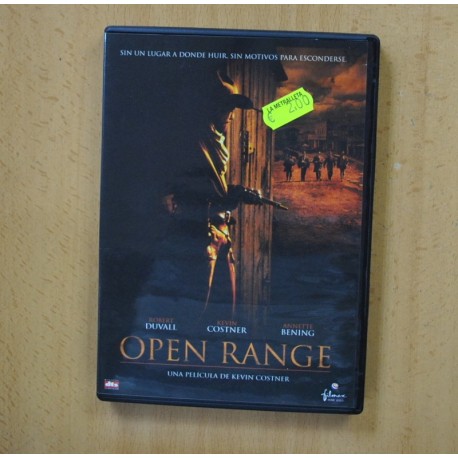 SIN UN LUGAR A DONDE HUIR, SIN MOTIVOS PARA ESCONDERSE.
LA METRALLETA
€ 2,00
ROBERT DUVALL
KEVIN COSTNER
ANNETTE BENING
OPEN RANGE
UNA PELICULA DE KEVIN COSTNER
dts
filmax